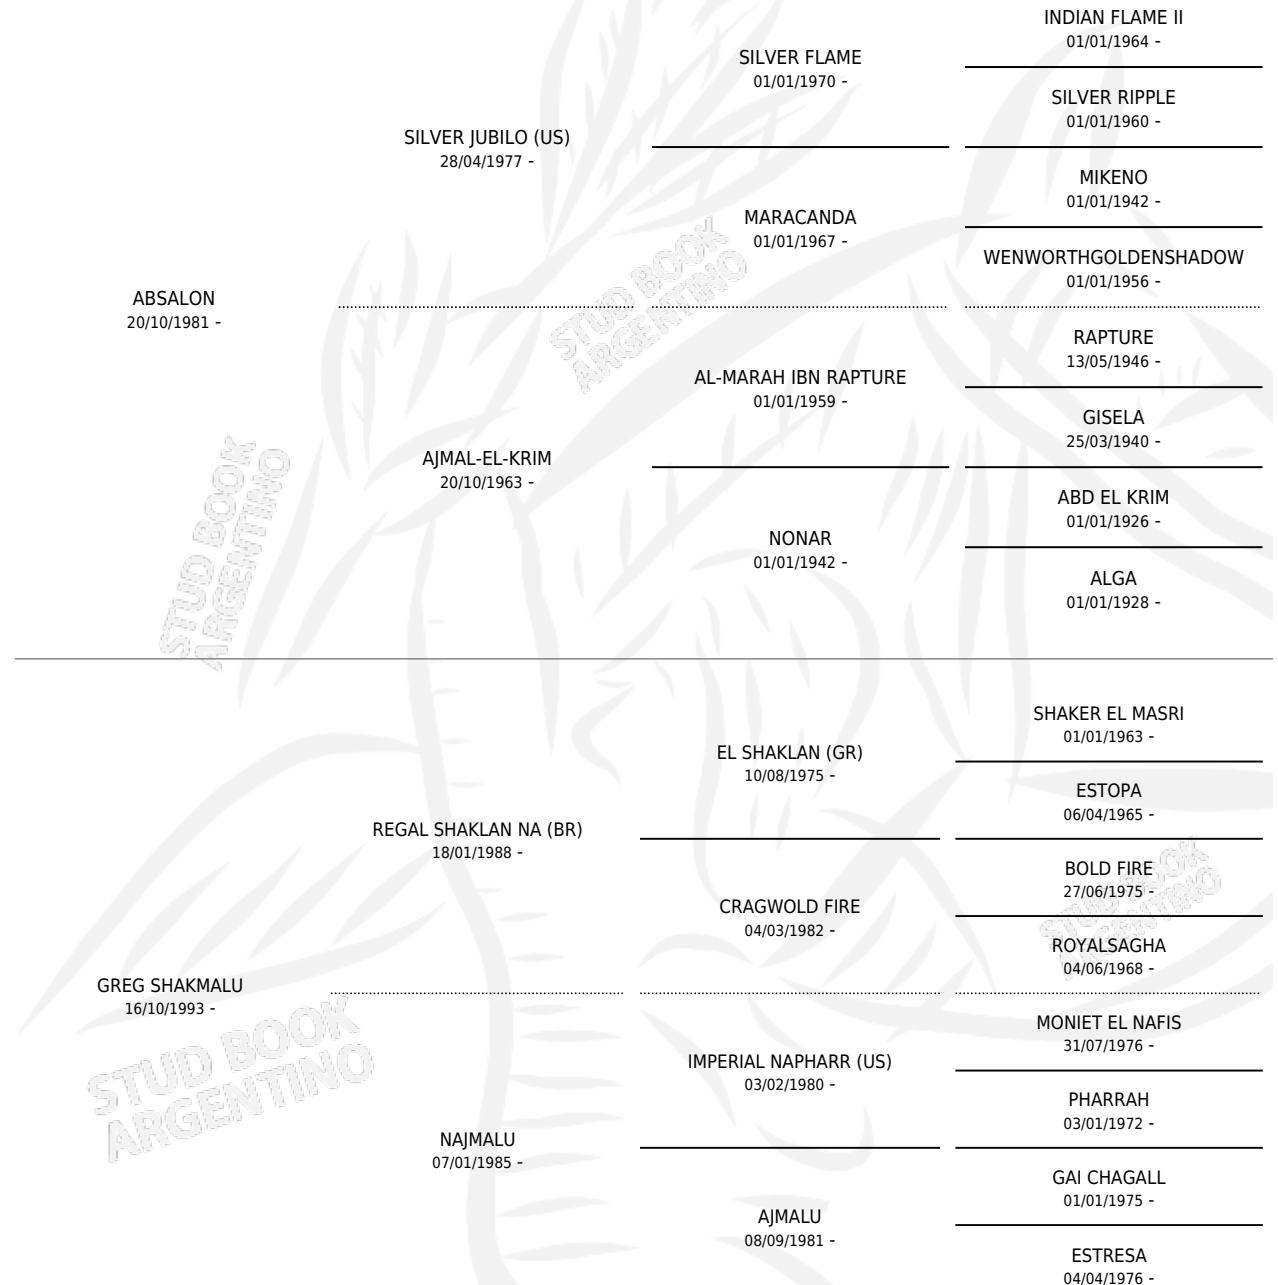 INDIAN FLAME II
01/01/1964 -
SILVER FLAME
01/01/1970 -
SILVER RIPPLE
01/01/1960 -
SILVER JUBILO (US)
28/04/1977 -
MIKENO
01/01/1942 -
MARACANDA
01/01/1967 -
WENWORTHGOLDENSHADOW
01/01/1956 -
ABSALON
20/10/1981 -
STUD BOOK
ARGENTINO
RAPTURE
13/05/1946 -
AL-MARAH IBN RAPTURE
01/01/1959 -
GISELA
25/03/1940 -
AJMAL-EL-KRIM
20/10/1963 -
ABD EL KRIM
01/01/1926 -
NONAR
01/01/1942 -
ALGA
01/01/1928 -
STUD BOOK
ARGENTINO
SHAKER EL MASRI
01/01/1963 -
EL SHAKLAN (GR)
10/08/1975 -
ESTOPA
06/04/1965 -
REGAL SHAKLAN NA (BR)
18/01/1988 -
BOLD FIRE
27/06/1975 -
CRAGWOLD FIRE
04/03/1982 -
STUD BOOK
ARGENTINO
ROYALSAGHA
04/06/1968 -
GREG SHAKMALU
16/10/1993 -
MONIET EL NAFIS
31/07/1976 -
IMPERIAL NAPHARR (US)
03/02/1980 -
STUD BOOK
ARGENTINO
PHARRAH
03/01/1972 -
NAJMALU
07/01/1985 -
GAI CHAGALL
01/01/1975 -
AJMALU
08/09/1981 -
ESTRESA
04/04/1976 -